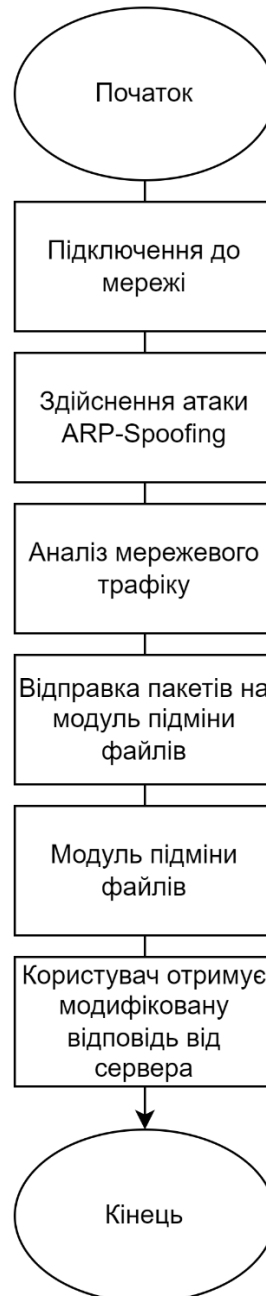 Початок
Підключення до
мережі
Здійснення атаки
ARP-Spoofing
Аналіз мережевого
трафіку
Відправка пакетів на
модуль підміни
файлів
Модуль підміни
файлів
Користувач отримує
модифіковану
відповідь від
сервера
Кінець